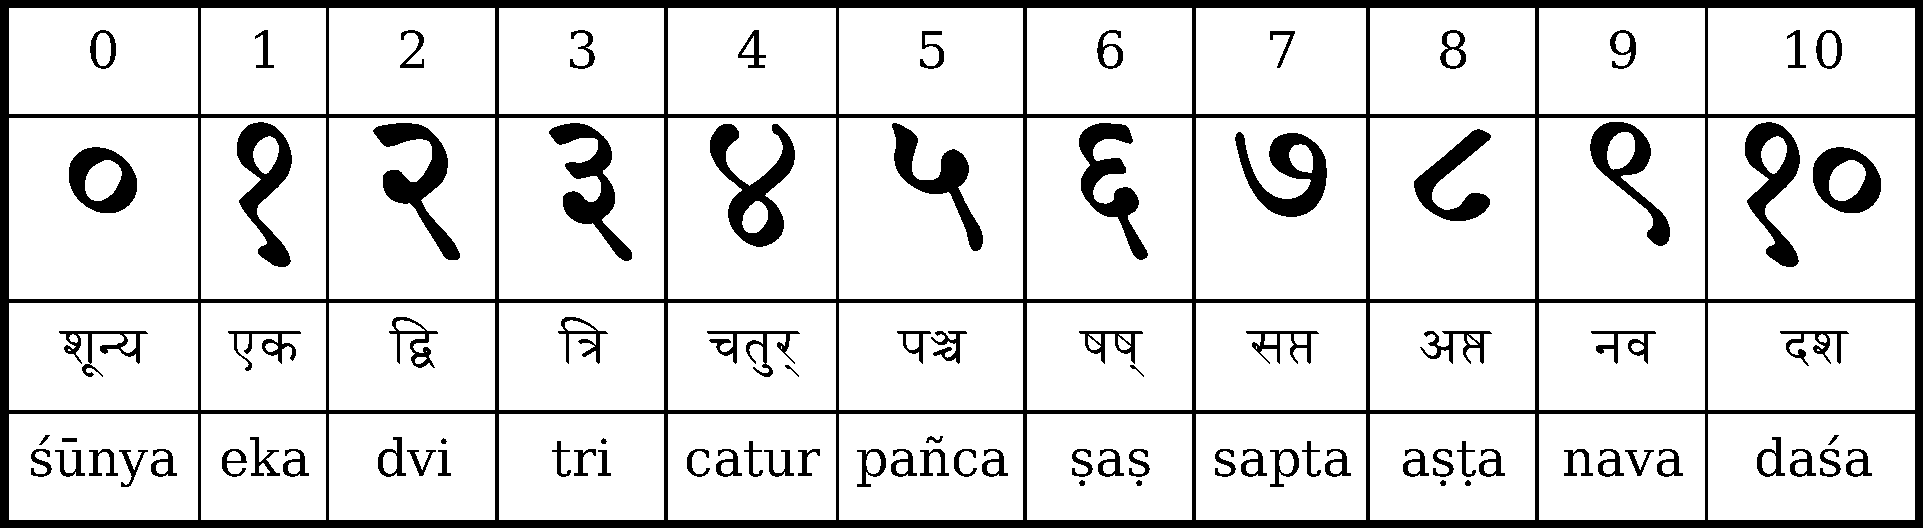 0 1 2 3 4 5 6 7 8 9 10
० १ २ ३ ४ ५ ६ ७ ८ ९ १०
शून्य एक द्वि त्रि चतुर् पञ्च षष् सप्त अष्त नव दश
śūnya eka dvi tri catur pañca ṣaṣ sapta aṣṭa nava daśa